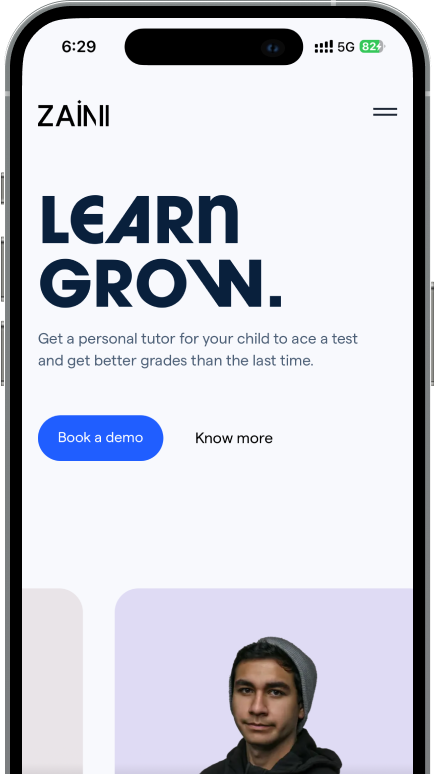 6:29
5G
82
ZAINI
LEARN
GROW.
Get a personal tutor for your child to ace a test
and get better grades than the last time.
Book a demo
Know more